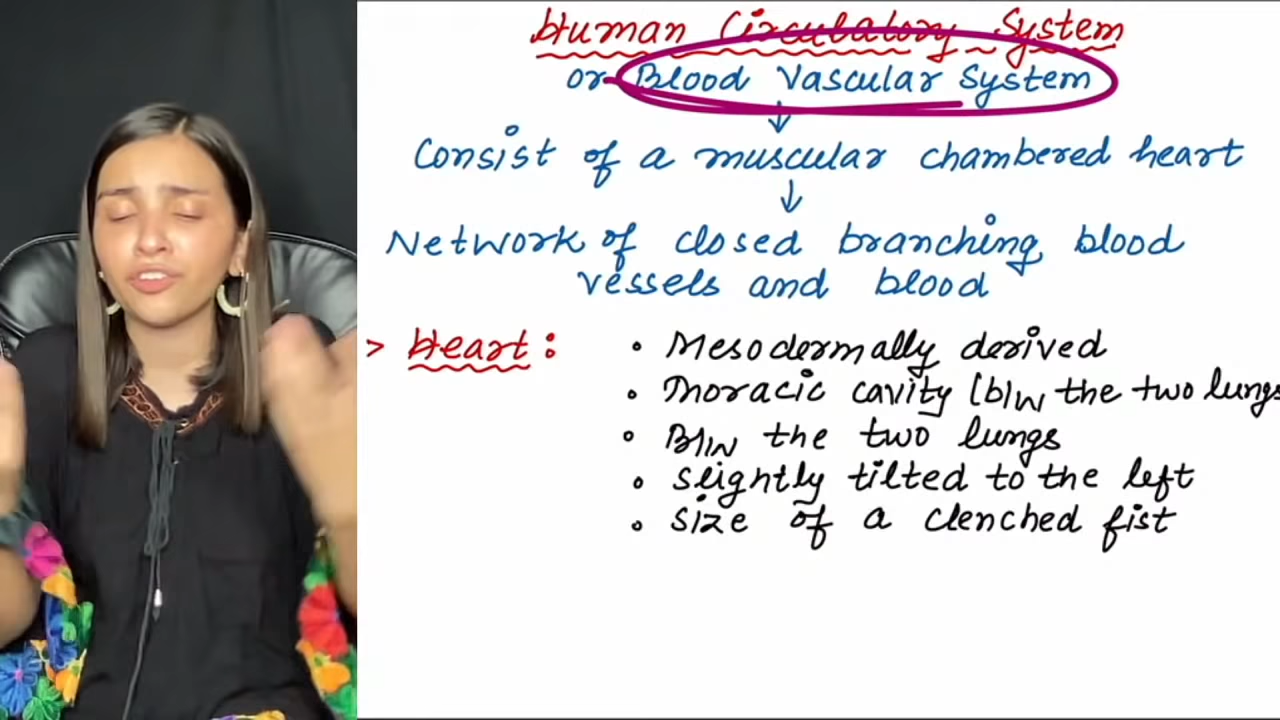 Human Circulatory System
or Blood Vascular System
↓
Consist of a muscular chambered heart
↓
Network of closed branching blood
vessels and blood
> Heart: • Mesodermally derived
• Thoracic cavity (b/w the two lungs
• B/w the two lungs
• slightly tilted to the left
• size of a clenched fist